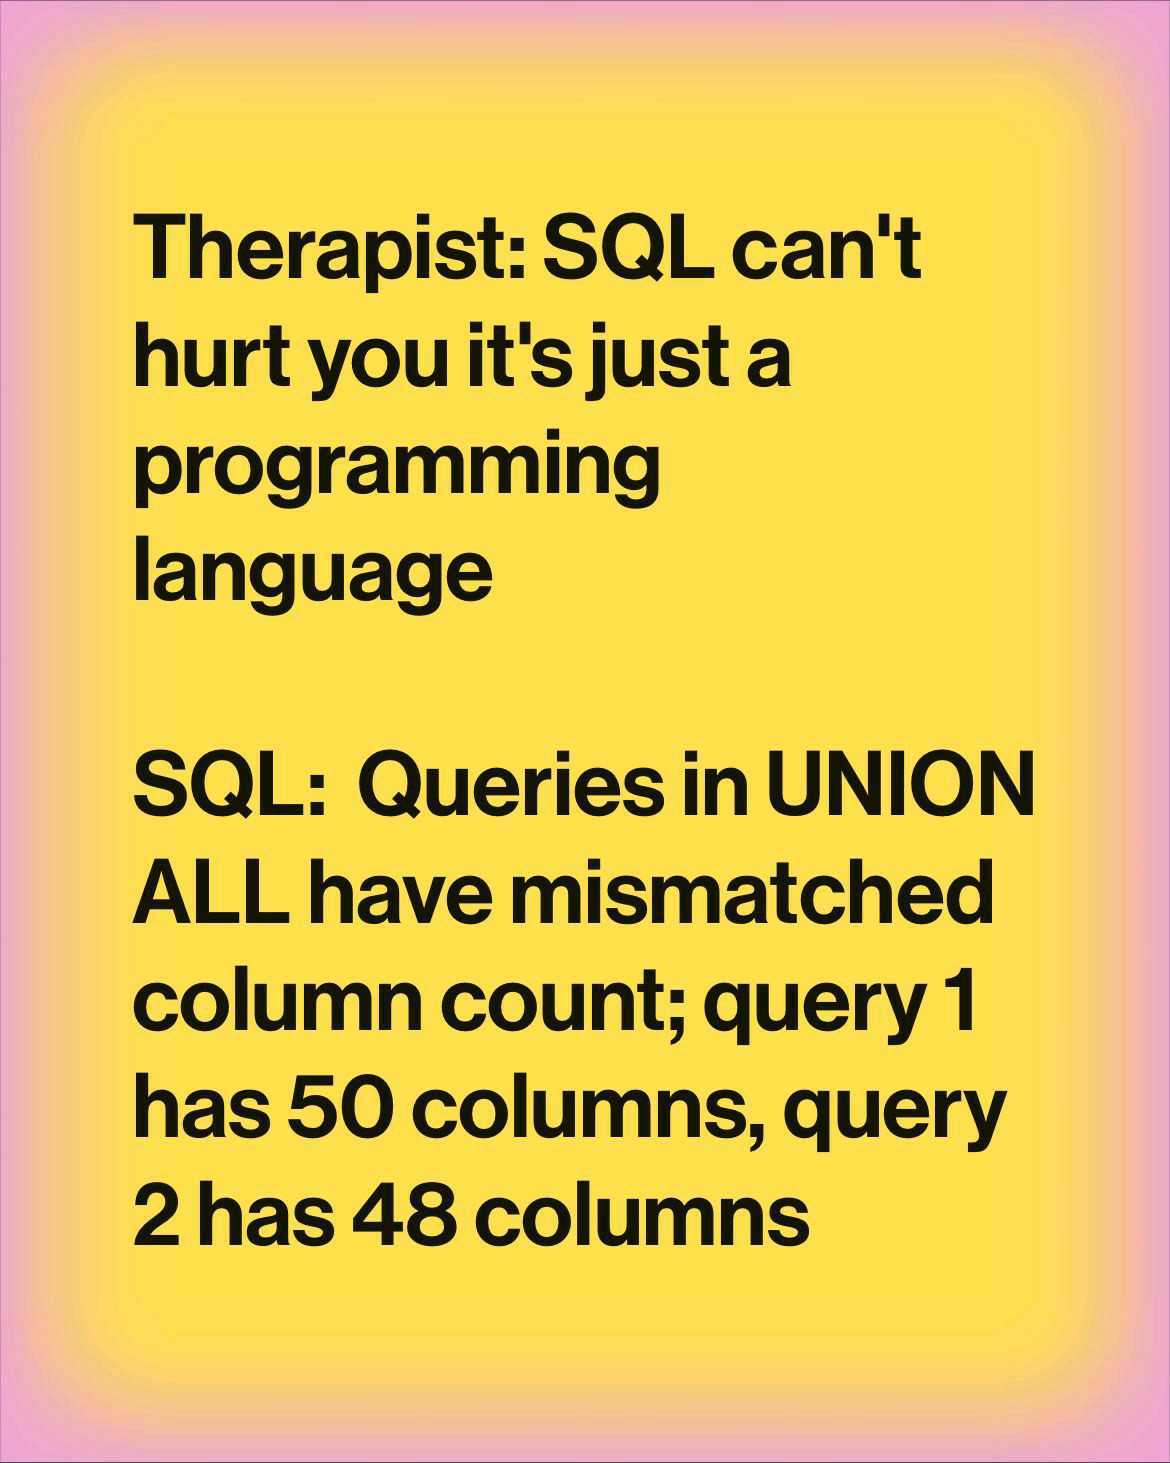 Therapist: SQL can't
hurt you it's just a
programming
language
SQL:  Queries in UNION
ALL have mismatched
column count; query 1
has 50 columns, query
2 has 48 columns